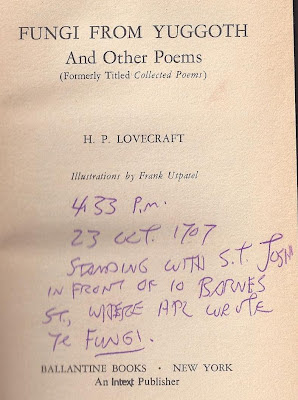 FUNGI FROM YUGGOTH
And Other Poems
(Formerly Titled Collected Poems)
H. P. LOVECRAFT
Illustrations by Frank Utpatel
4:33 P.M.
23 OCT. 1707
STANDING WITH S.T. JOSHI
IN FRONT OF 10 BARNES
ST., WHERE HPL WROTE
YE FUNGI.
BALLANTINE BOOKS • NEW YORK
An Intext Publisher